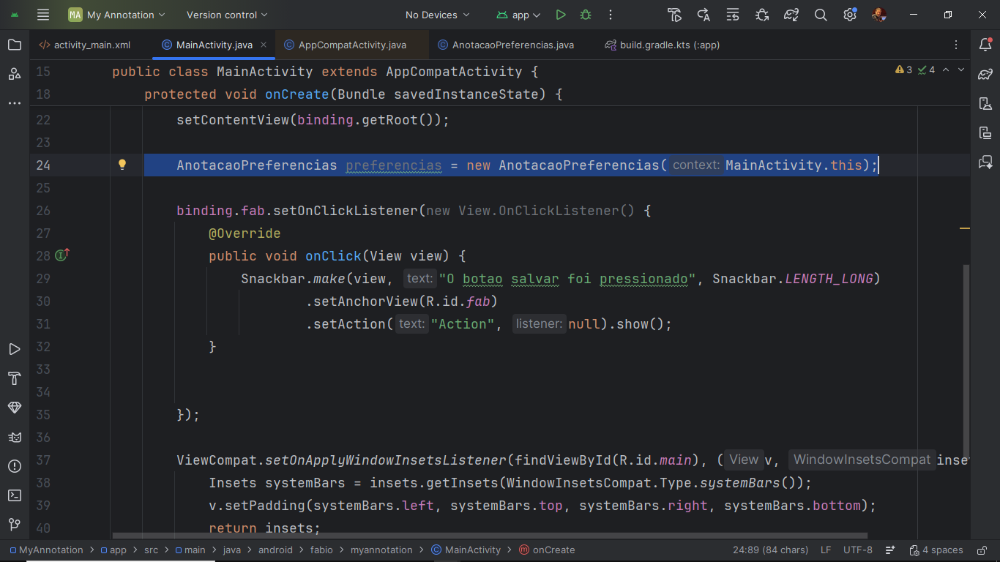 MA My Annotation Version control No Devices app
activity_main.xml MainActivity.java AppCompatActivity.java AnotacaoPreferencias.java build.gradle.kts (:app)
15 public class MainActivity extends AppCompatActivity { 3 4
18 protected void onCreate(Bundle savedInstanceState) {
22 setContentView(binding.getRoot());
23
24 AnotacaoPreferencias preferencias = new AnotacaoPreferencias( context: MainActivity.this);
25
26 binding.fab.setOnClickListener(new View.OnClickListener() {
27 @Override
28 public void onClick(View view) {
29 Snackbar.make(view, text: "O botao salvar foi pressionado", Snackbar.LENGTH_LONG)
30 .setAnchorView(R.id.fab)
31 .setAction( text: "Action", listener: null).show();
32 }
33
34
35 });
36
37 ViewCompat.setOnApplyWindowInsetsListener(findViewById(R.id.main), ( View v, WindowInsetsCompat inse
38 Insets systemBars = insets.getInsets(WindowInsetsCompat.Type.systemBars());
39 v.setPadding(systemBars.left, systemBars.top, systemBars.right, systemBars.bottom);
40 return insets;
MyAnnotation > app > src > main > java > android > fabio > myannotation > MainActivity > onCreate 24:89 (84 chars) LF UTF-8 4 spaces